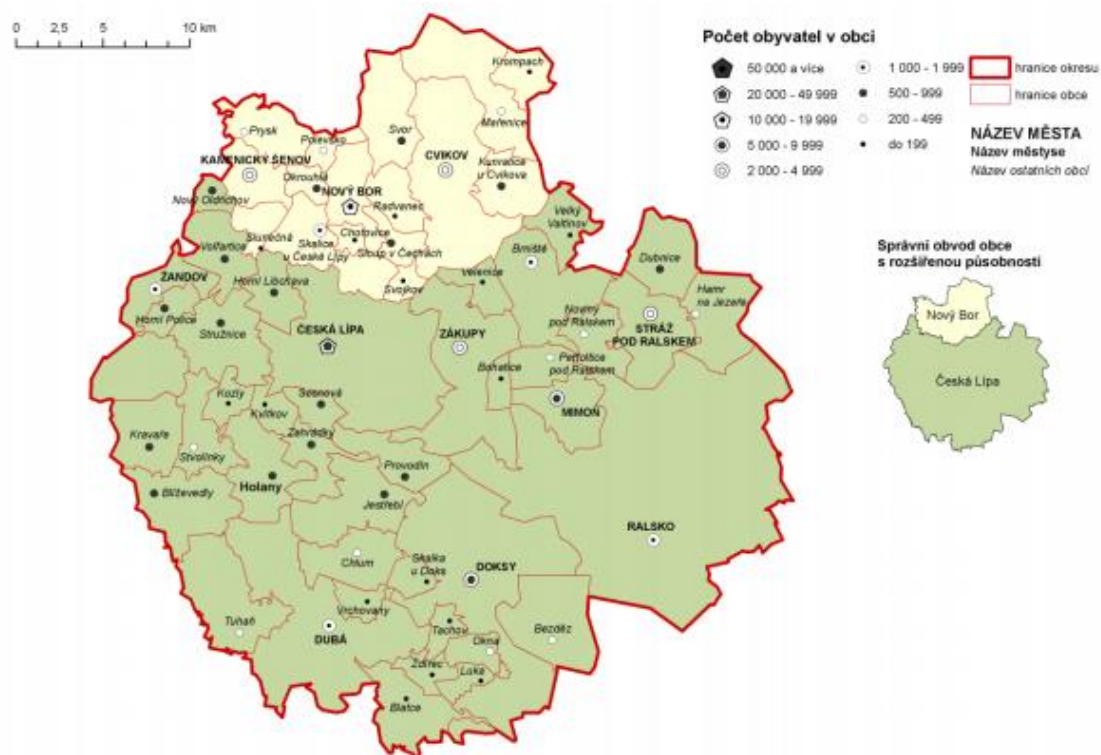 0 2,5 5 10 km
Počet obyvatel v obci
50 000 a více
20 000 - 49 999
10 000 - 19 999
5 000 - 9 999
2 000 - 4 999
1 000 - 1 999
500 - 999
200 - 499
do 199
hranice okresu
hranice obce
NÁZEV MĚSTA
Název městyse
Název ostatních obcí
Správní obvod obce
s rozšířenou působností
Nový Bor
Česká Lípa
Krompach
Mařenice
Prysk
Polevsko
Svor
KAMENICKÝ ŠENOV
CVIKOV
Kunratice
u Cvikova
Okrouhlá
NOVÝ BOR
Nový Oldřichov
Radvanec
Velký
Valtinov
Volfartice
Slunečná
Skalice
u České Lípy
Chotovice
Sloup v Čechách
Brniště
Dubnice
ŽANDOV
Horní Libchava
Svojkov
Velenice
Hamr
na Jezeře
Horní Police
Stružnice
ČESKÁ LÍPA
ZÁKUPY
Noviny
pod Ralskem
STRÁŽ
POD RALSKEM
Bohatice
Pertoltice
pod Ralskem
MIMOŇ
Kozly
Kvítkov
Sosnová
Kravaře
Stvolínky
Zahrádky
Holany
Provodín
Blíževedly
Jestřebí
RALSKO
Chlum
Skalka
u Doks
DOKSY
Vrchovany
Tuhaň
DUBÁ
Tachov
Okna
Bezděz
Ždírec
Luka
Blatce